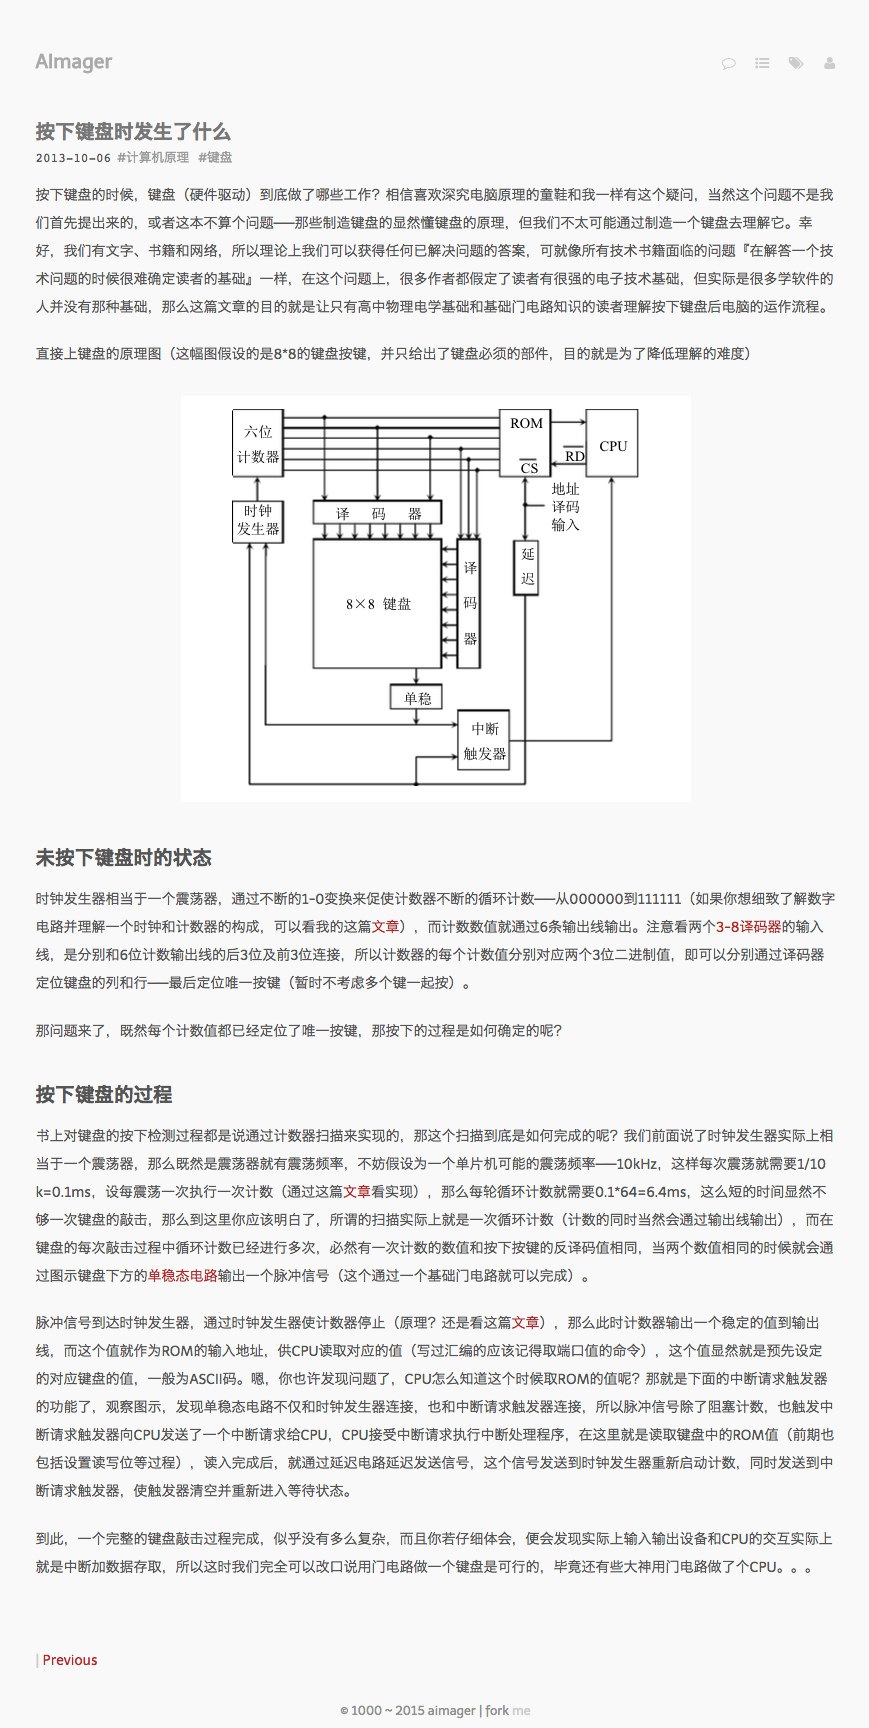 AImager
按下键盘时发生了什么
2013-10-06 #计算机原理 #键盘
按下键盘的时候，键盘（硬件驱动）到底做了哪些工作？相信喜欢深究电脑原理的童鞋和我一样有这个疑问，当然这个问题不是我
们首先提出来的，或者这本不算个问题——那些制造键盘的显然懂键盘的原理，但我们不太可能通过制造一个键盘去理解它。幸
好，我们有文字、书籍和网络，所以理论上我们可以获得任何已解决问题的答案，可就像所有技术书籍面临的问题『在解答一个技
术问题的时候很难确定读者的基础』一样，在这个问题上，很多作者都假定了读者有很强的电子技术基础，但实际是很多学软件的
人并没有那种基础，那么这篇文章的目的就是让只有高中物理电学基础和基础门电路知识的读者理解按下键盘后电脑的运作流程。
直接上键盘的原理图（这幅图假设的是8*8的键盘按键，并只给出了键盘必须的部件，目的就是为了降低理解的难度）
六位
计数器
ROM
CS
RD
CPU
时钟
发生器
译 码 器
地址
译码
输入
延
迟
8×8 键盘
译
码
器
单稳
中断
触发器
未按下键盘时的状态
时钟发生器相当于一个震荡器，通过不断的1-0变换来促使计数器不断的循环计数——从000000到111111（如果你想细致了解数字
电路并理解一个时钟和计数器的构成，可以看我的这篇文章），而计数数值就通过6条输出线输出。注意看两个3-8译码器的输入
线，是分别和6位计数输出线的后3位及前3位连接，所以计数器的每个计数值分别对应两个3位二进制值，即可以分别通过译码器
定位键盘的列和行——最后定位唯一按键（暂时不考虑多个键一起按）。
那问题来了，既然每个计数值都已经定位了唯一按键，那按下的过程是如何确定的呢？
按下键盘的过程
书上对键盘的按下检测过程都是说通过计数器扫描来实现的，那这个扫描到底是如何完成的呢？我们前面说了时钟发生器实际上相
当于一个震荡器，那么既然是震荡器就有震荡频率，不妨假设为一个单片机可能的震荡频率——10kHz，这样每次震荡就需要1/10
k=0.1ms，设每震荡一次执行一次计数（通过这篇文章看实现），那么每轮循环计数就需要0.1*64=6.4ms，这么短的时间显然不
够一次键盘的敲击，那么到这里你应该明白了，所谓的扫描实际上就是一次循环计数（计数的同时当然会通过输出线输出），而在
键盘的每次敲击过程中循环计数已经进行多次，必然有一次计数的数值和按下按键的反译码值相同，当两个数值相同的时候就会通
过图示键盘下方的单稳态电路输出一个脉冲信号（这个通过一个基础门电路就可以完成）。
脉冲信号到达时钟发生器，通过时钟发生器使计数器停止（原理？还是看这篇文章），那么此时计数器输出一个稳定的值到输出
线，而这个值就作为ROM的输入地址，供CPU读取对应的值（写过汇编的应该记得取端口值的命令），这个值显然就是预先设定
的对应键盘的值，一般为ASCII码。嗯，你也许发现问题了，CPU怎么知道这个时候取ROM的值呢？那就是下面的中断请求触发器
的功能了，观察图示，发现单稳态电路不仅和时钟发生器连接，也和中断请求触发器连接，所以脉冲信号除了阻塞计数，也触发中
断请求触发器向CPU发送了一个中断请求给CPU，CPU接受中断请求执行中断处理程序，在这里就是读取键盘中的ROM值（前期也
包括设置读写位等过程），读入完成后，就通过延迟电路延迟发送信号，这个信号发送到时钟发生器重新启动计数，同时发送到中
断请求触发器，使触发器清空并重新进入等待状态。
到此，一个完整的键盘敲击过程完成，似乎没有多么复杂，而且你若仔细体会，便会发现实际上输入输出设备和CPU的交互实际上
就是中断加数据存取，所以这时我们完全可以改口说用门电路做一个键盘是可行的，毕竟还有些大神用门电路做了个CPU。。。
| Previous
© 1000 ~ 2015 aimager | fork me